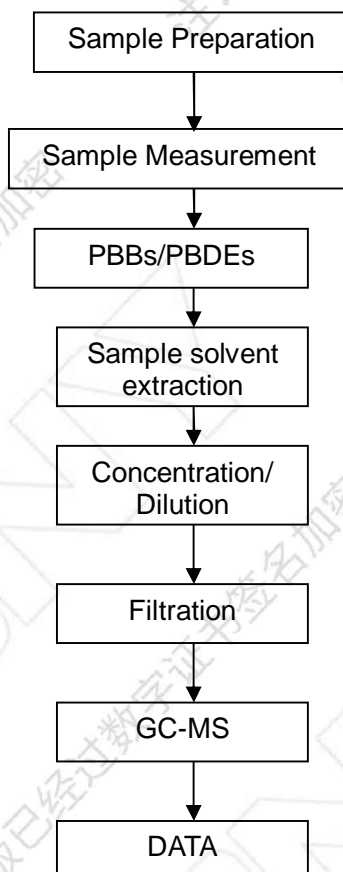 Sample Preparation
Sample Measurement
PBBs/PBDEs
Sample solvent
extraction
Concentration/
Dilution
Filtration
GC-MS
DATA